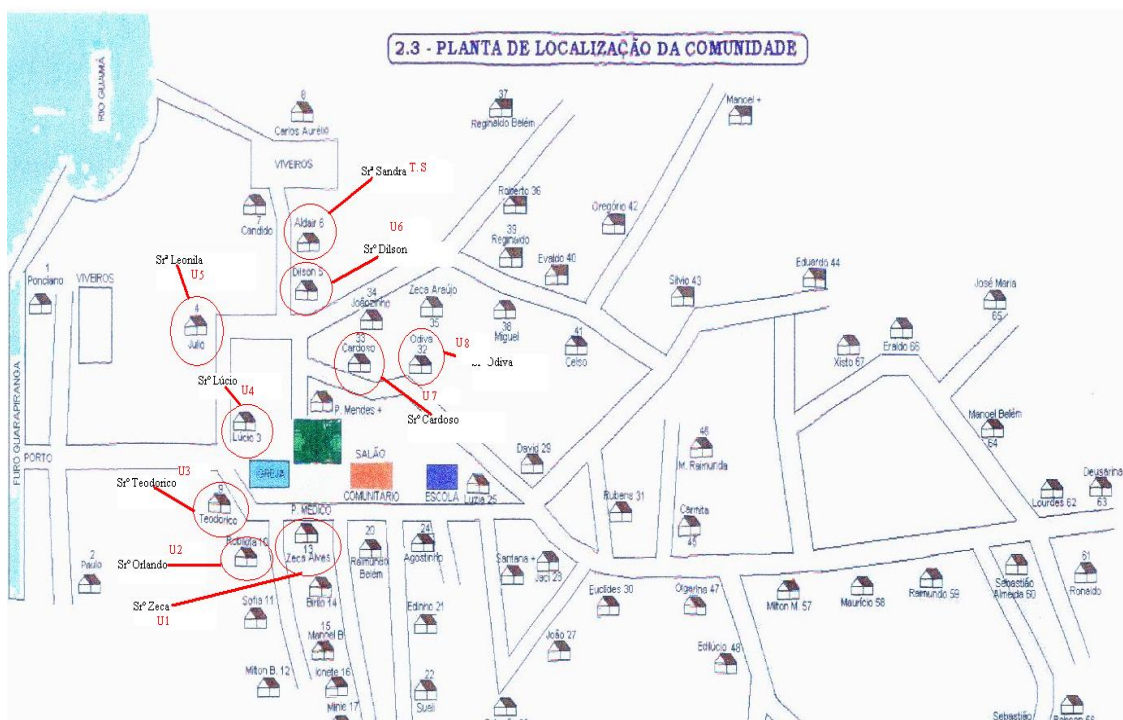 2.3 - PLANTA DE LOCALIZAÇÃO DA COMUNIDADE
RIO GUAMÁ
8
Carlos Aurélio
VIVEIROS
37
Reginaldo Belém
Manoel +
Srª Sandra T.S
Roberto 36
Gregório 42
7
Candido
Aldair 6
U6
Srº Dilson
39
Reginaldo
Evaldo 40
Srª Leonila
U5
Dilson 5
Silvio 43
Eduardo 44
José Maria
65
1
Ponciano
VIVEIROS
4
Julio
34
Joãozinho
Zeca Araújo
35
38
Miguel
41
Celso
Eraldo 66
Xisto 67
33
Cardoso
Odiva
32
U8
Odiva
Srº Lúcio
U4
U7
Srº Cardoso
P. Mendes +
Lúcio 3
Manoel Belém
64
FURO GUARAPIRANGA
PORTO
IGREJA
SALÃO
COMUNITARIO
ESCOLA
David 29
46
M. Raimunda
Luzia 25
U3
Srº Teodorico
9
Teodorico
P. MEDICO
Rubens 31
Carmita
45
Lourdes 62
Deusarina
63
U2
Srº Orlando
13
Zeca Alves
20
Raimundo
Belém
24
Agostinho
Santana +
Jaci 28
2
Paulo
Srº Zeca
U1
Birilo 14
Sofia 11
Edinho 21
Euclides 30
Olgarina 47
Milton M. 57
Maurício 58
Raimundo 59
Sebastião
Almeida 60
61
Ronaldo
15
Manoel B
João 27
Edilúcio 48
Milton B. 12
Ionete 16
Minie 17
22
Sueli
Sebastião